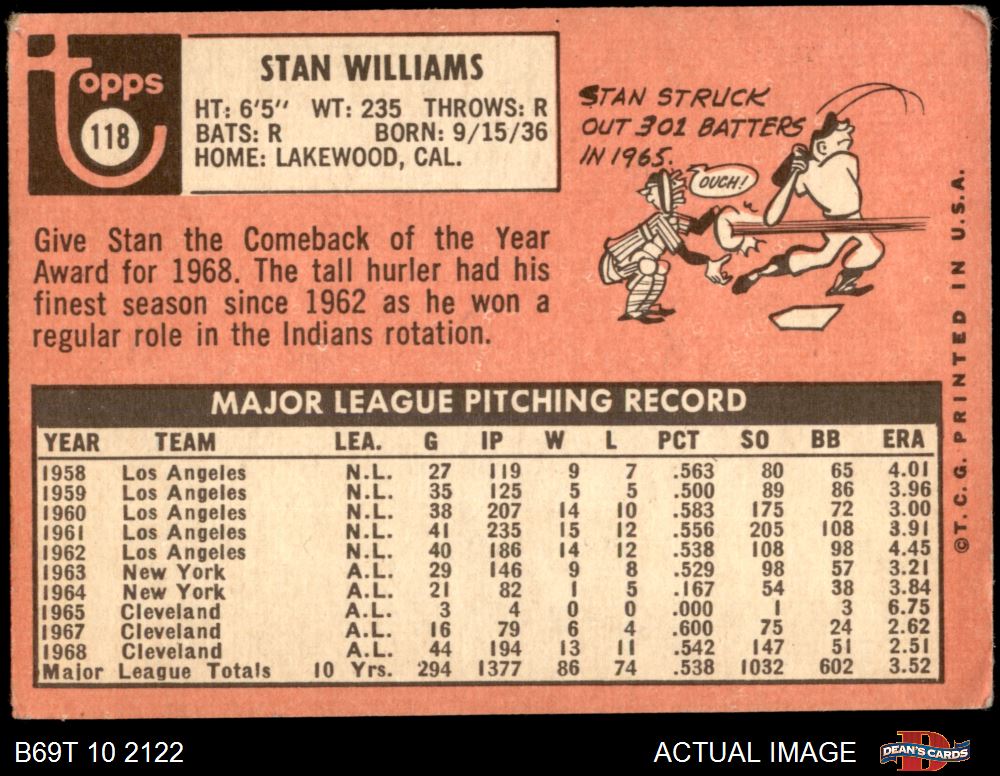 Topps
118
STAN WILLIAMS
HT: 6'5" WT: 235 THROWS: R
BATS: R BORN: 9/15/36
HOME: LAKEWOOD, CAL.
STAN STRUCK
OUT 301 BATTERS
IN 1965.
OUCH!
Give Stan the Comeback of the Year
Award for 1968. The tall hurler had his
finest season since 1962 as he won a
regular role in the Indians rotation.
MAJOR LEAGUE PITCHING RECORD
YEAR TEAM LEA. G IP W L PCT SO BB ERA
1958 Los Angeles N.L. 27 119 9 7 .563 80 65 4.01
1959 Los Angeles N.L. 35 125 5 5 .500 89 86 3.96
1960 Los Angeles N.L. 38 207 14 10 .583 175 72 3.00
1961 Los Angeles N.L. 41 235 15 12 .556 205 108 3.91
1962 Los Angeles N.L. 40 186 14 12 .538 108 98 4.45
1963 New York A.L. 29 146 9 8 .529 98 57 3.21
1964 New York A.L. 21 82 1 5 .167 54 38 3.84
1965 Cleveland A.L. 3 4 0 0 .000 1 3 6.75
1967 Cleveland A.L. 16 79 6 4 .600 75 24 2.62
1968 Cleveland A.L. 44 194 13 11 .542 147 51 2.51
Major League Totals 10 Yrs. 294 1377 86 74 .538 1032 602 3.52
©T.C.G. PRINTED IN U.S.A.
B69T 10 2122
ACTUAL IMAGE
D
DEAN'S CARDS